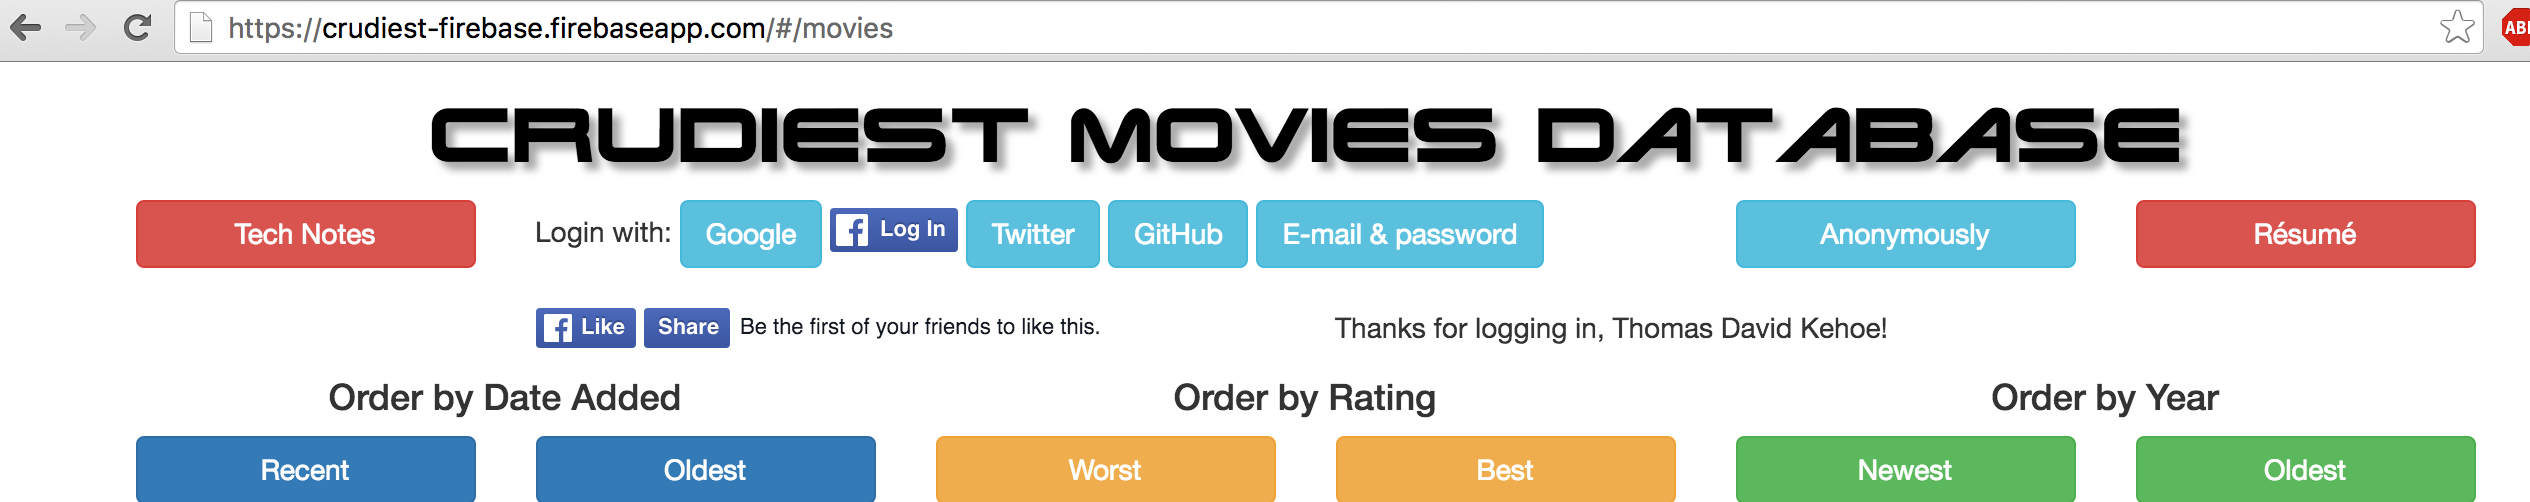 https://crudiest-firebase.firebaseapp.com/#/movies
ABP
CRUDIEST MOVIES DATABASE
Tech Notes Login with: Google Log In Twitter GitHub E-mail & password Anonymously Résumé
Like Share Be the first of your friends to like this. Thanks for logging in, Thomas David Kehoe!
Order by Date Added Order by Rating Order by Year
Recent Oldest Worst Best Newest Oldest